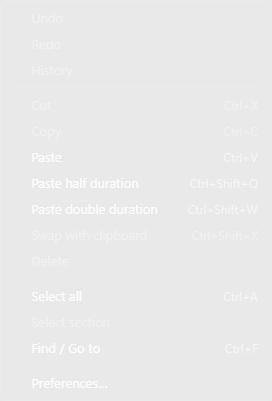 Undo
Redo
History
Cut Ctrl+X
Copy Ctrl+C
Paste Ctrl+V
Paste half duration Ctrl+Shift+Q
Paste double duration Ctrl+Shift+W
Swap with clipboard Ctrl+Shift+X
Delete
Select all Ctrl+A
Select section
Find / Go to Ctrl+F
Preferences...